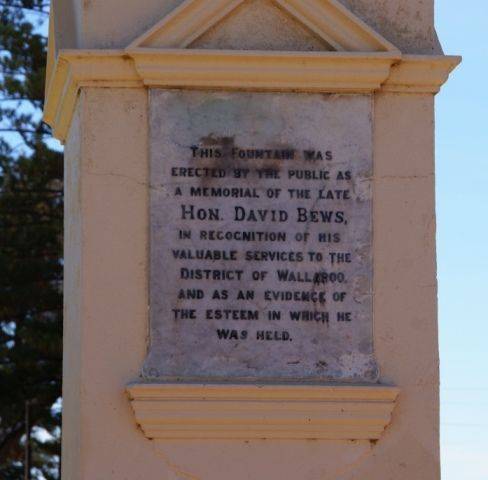 This Fountain was
erected by the public as
a memorial of the late
Hon. David Bews,
in recognition of his
valuable services to the
District of Wallaroo.
and as an evidence of
the esteem in which he
was held.